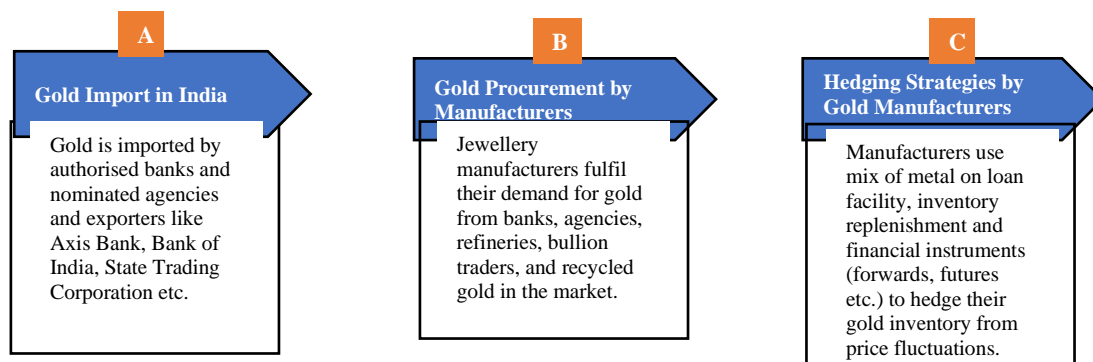 A
Gold Import in India
Gold is imported by
authorised banks and
nominated agencies
and exporters like
Axis Bank, Bank of
India, State Trading
Corporation etc.
B
Gold Procurement by
Manufacturers
Jewellery
manufacturers fulfil
their demand for gold
from banks, agencies,
refineries, bullion
traders, and recycled
gold in the market.
C
Hedging Strategies by
Gold Manufacturers
Manufacturers use
mix of metal on loan
facility, inventory
replenishment and
financial instruments
(forwards, futures
etc.) to hedge their
gold inventory from
price fluctuations.